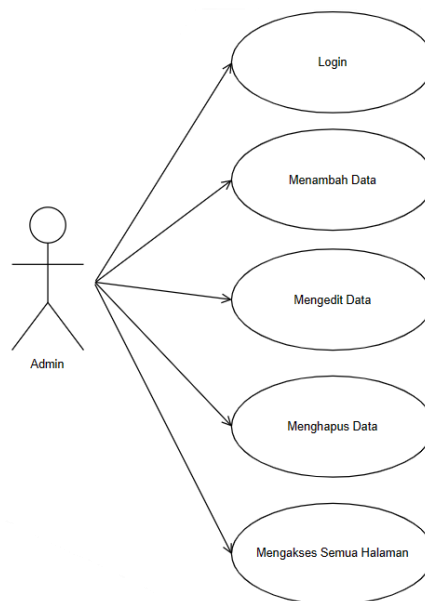 Login
Menambah Data
Mengedit Data
Admin
Menghapus Data
Mengakses Semua Halaman